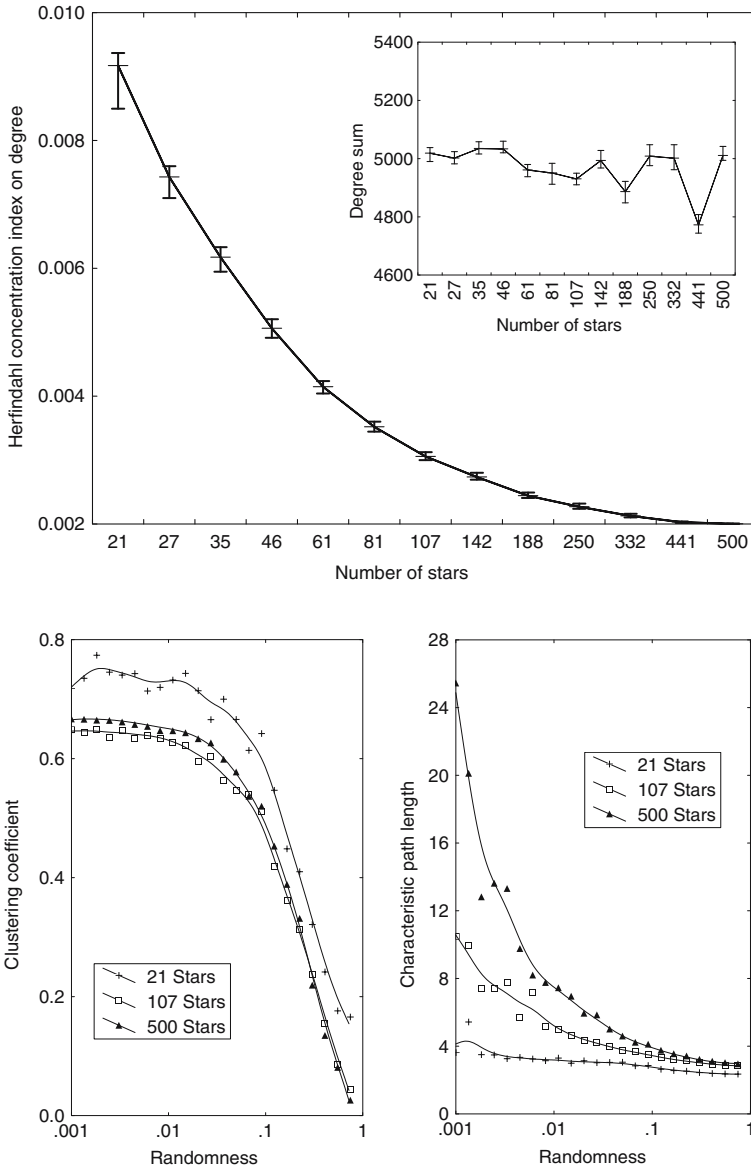 0.010
0.008
0.006
0.004
0.002
Herfindahl concentration index on degree
21 27 35 46 61 81 107 142 188 250 332 441 500
Number of stars
5400
5200
5000
4800
4600
Degree sum
21 27 35 46 61 81 107 142 188 250 332 441 500
Number of stars
0.8
0.6
0.4
0.2
0.0
Clustering coefficient
21 Stars
107 Stars
500 Stars
.001 .01 .1 1
Randomness
28
24
20
16
12
8
4
0
Characteristic path length
21 Stars
107 Stars
500 Stars
.001 .01 .1 1
Randomness